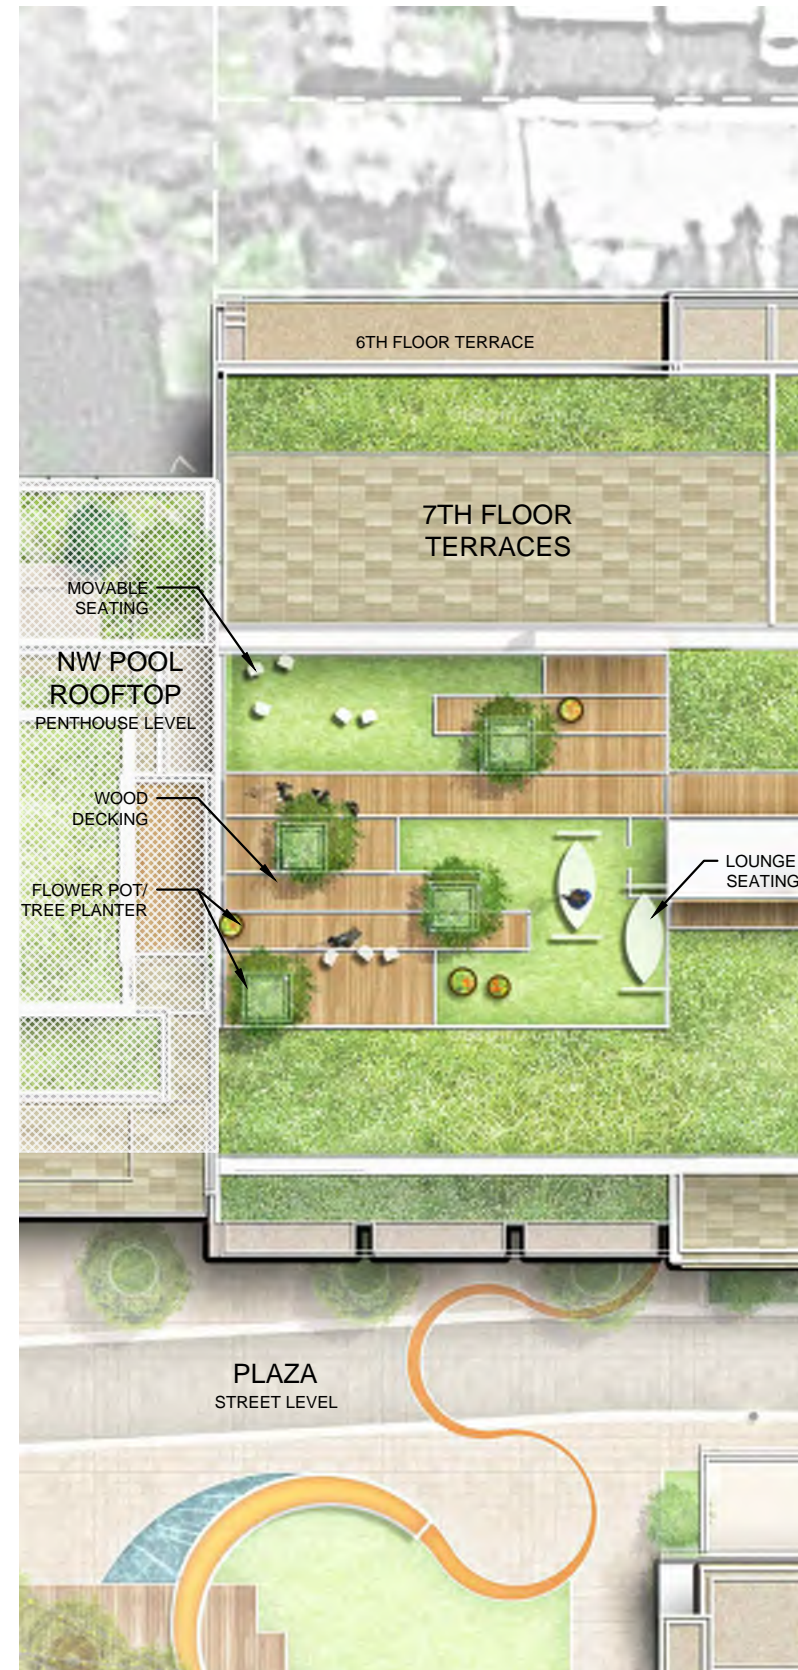 6TH FLOOR TERRACE
7TH FLOOR
TERRACES
MOVABLE
SEATING
NW POOL
ROOFTOP
PENTHOUSE LEVEL
WOOD
DECKING
LOUNGE
SEATING
FLOWER POT/
TREE PLANTER
PLAZA
STREET LEVEL